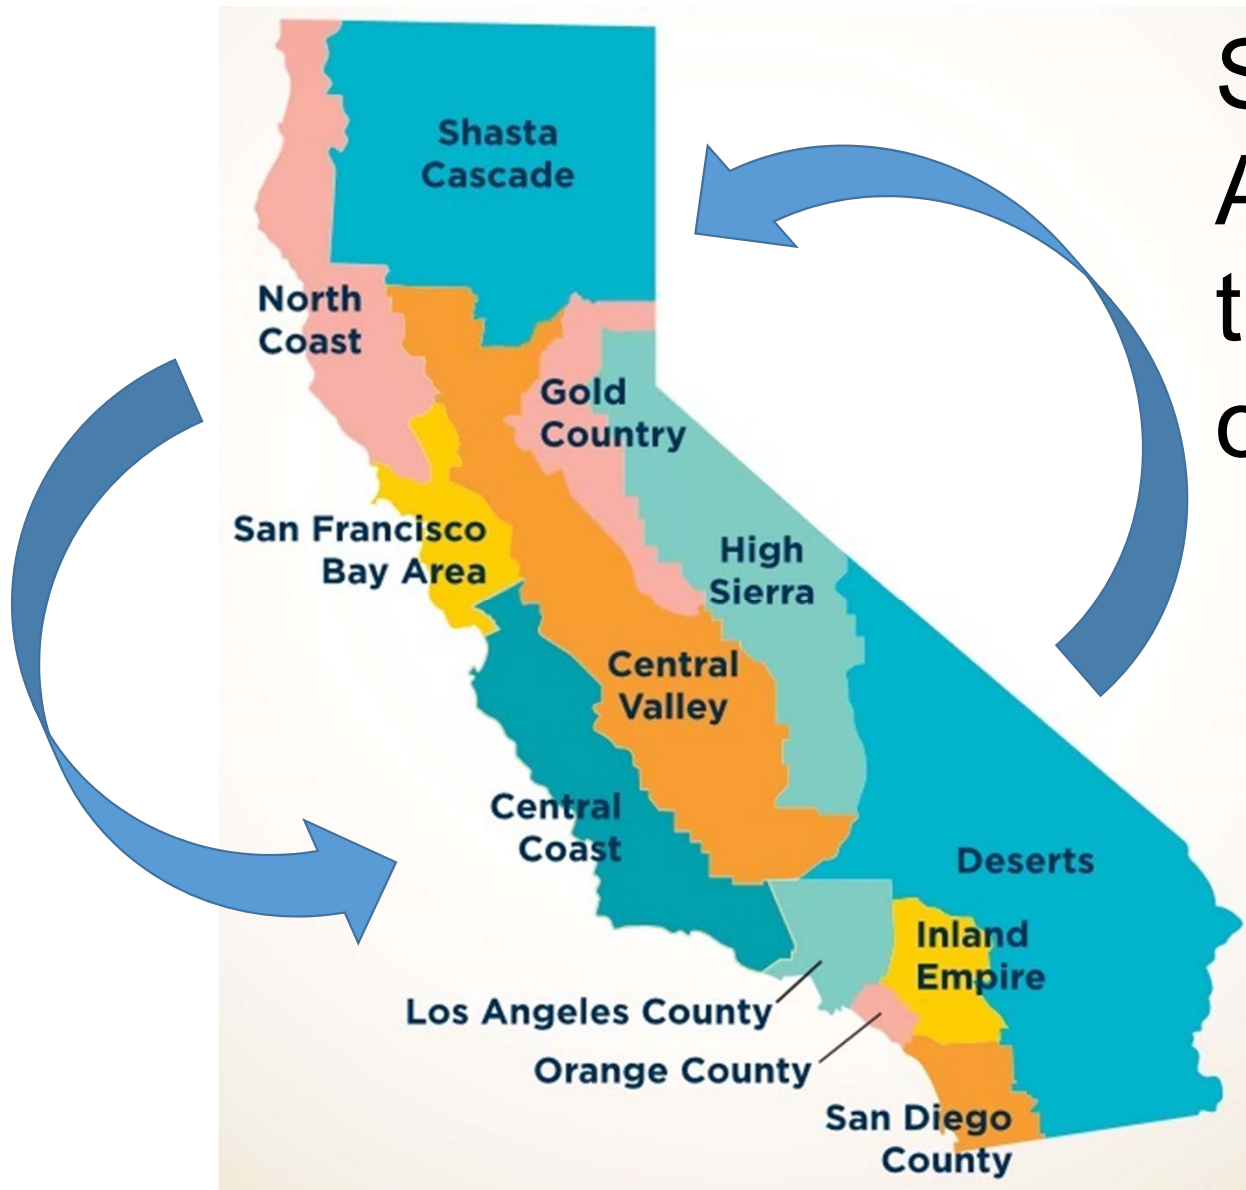 Shasta
Cascade
North
Coast
Gold
Country
San Francisco
Bay Area
High
Sierra
Central
Valley
Central
Coast
Deserts
Inland
Empire
Los Angeles County
Orange County
San Diego
County